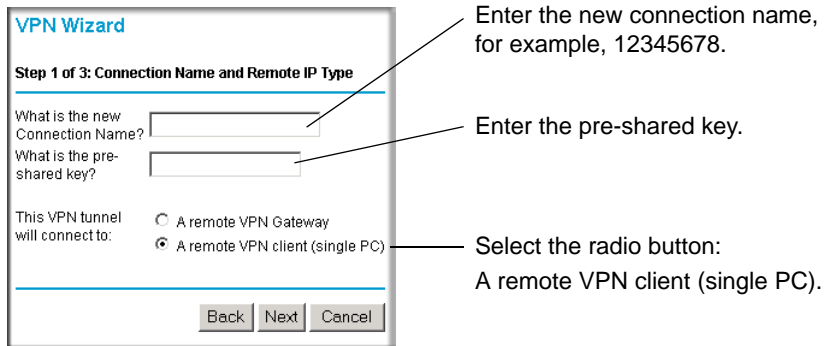 VPN Wizard
Step 1 of 3: Connection Name and Remote IP Type
What is the new
Connection Name?
What is the pre-
shared key?
This VPN tunnel
will connect to:
A remote VPN Gateway
A remote VPN client (single PC)
Back Next Cancel
Enter the new connection name,
for example, 12345678.
Enter the pre-shared key.
Select the radio button:
A remote VPN client (single PC).